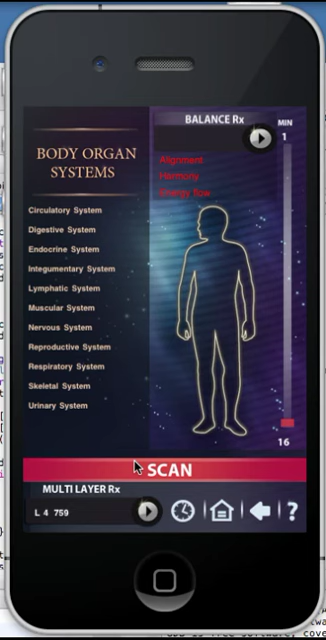 BALANCE Rx
MIN
1
Alignment
Harmony
Energy flow
BODY ORGAN
SYSTEMS
Circulatory System
Digestive System
Endocrine System
Integumentary System
Lymphatic System
Muscular System
Nervous System
Reproductive System
Respiratory System
Skeletal System
Urinary System
16
SCAN
MULTI LAYER Rx
L 4 759
?